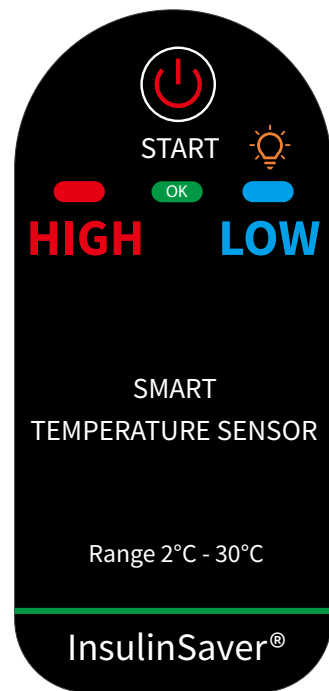 START
OK
HIGH LOW
SMART
TEMPERATURE SENSOR
Range 2°C - 30°C
InsulinSaver®